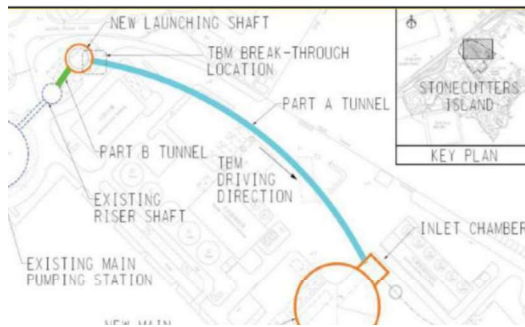 NEW LAUNCHING SHAFT
TBM BREAK-THROUGH
LOCATION
STONECUTTERS
ISLAND
KEY PLAN
PART A TUNNEL
PART B TUNNEL
TBM
DRIVING
DIRECTION
EXISTING
RISER SHAFT
INLET CHAMBER
EXISTING MAIN
PUMPING STATION
NEW MAIN